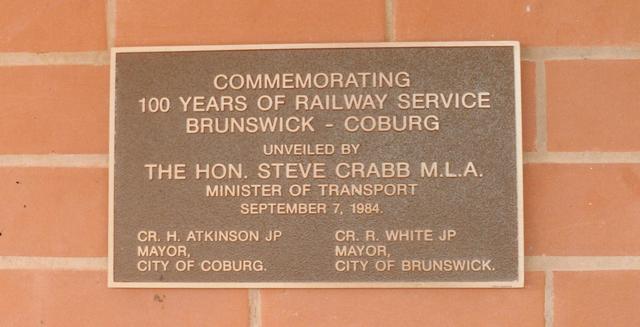 COMMEMORATING
100 YEARS OF RAILWAY SERVICE
BRUNSWICK - COBURG
UNVEILED BY
THE HON. STEVE CRABB M.L.A.
MINISTER OF TRANSPORT
SEPTEMBER 7, 1984.
CR. H. ATKINSON JP
MAYOR,
CITY OF COBURG.
CR. R. WHITE JP
MAYOR,
CITY OF BRUNSWICK.